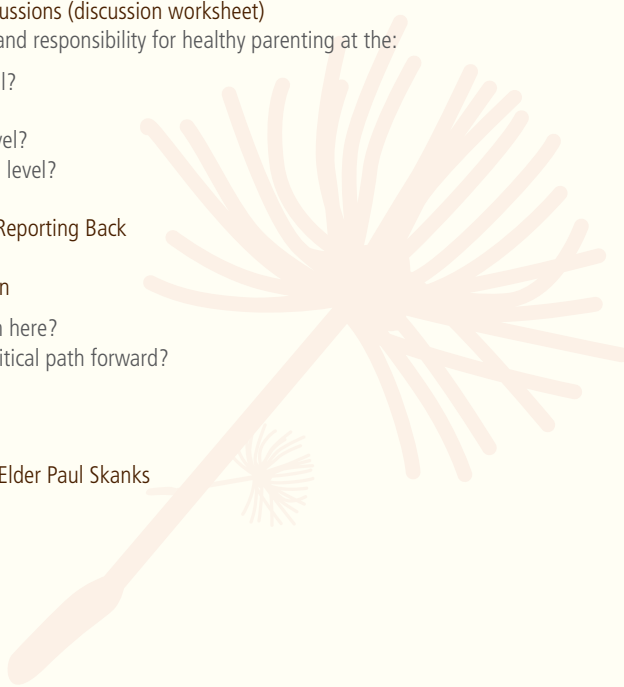 ussions (discussion worksheet)
and responsibility for healthy parenting at the:
l?
vel?
level?
Reporting Back
n
n here?
itical path forward?
Elder Paul Skanks